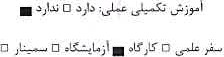 آموزش تکمیلی عملی: دارد □ ندارد ■
سفر علمی □ کارگاه ■ آزمایشگاه □ سمینار □